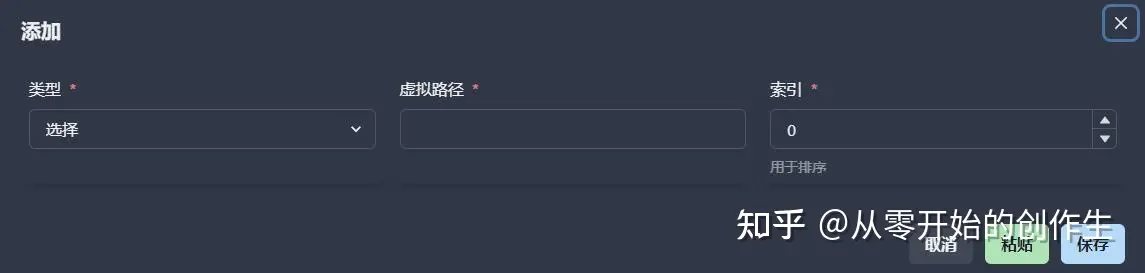 添加
类型 *
虚拟路径 *
索引 *
选择
0
用于排序
知乎 @从零开始的创作生
取消
粘贴
保存